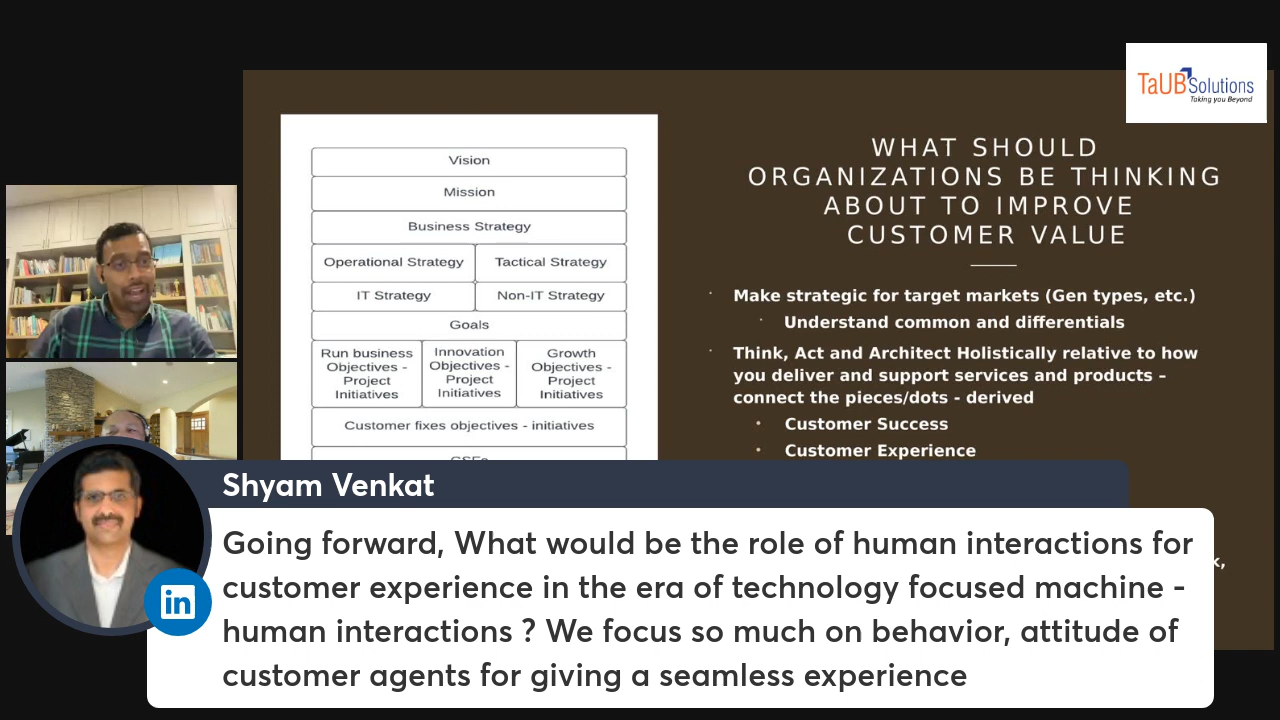 TaUB Solutions
Taking you Beyond
WHAT SHOULD
ORGANIZATIONS BE THINKING
ABOUT TO IMPROVE
CUSTOMER VALUE
Vision
Mission
Business Strategy
Operational Strategy
Tactical Strategy
IT Strategy
Non-IT Strategy
Goals
Run business
Objectives -
Project
Initiatives
Innovation
Objectives -
Project
Initiatives
Growth
Objectives -
Project
Initiatives
Customer fixes objectives - initiatives
Make strategic for target markets (Gen types, etc.)
Understand common and differentials
Think, Act and Architect Holistically relative to how
you deliver and support services and products –
connect the pieces/dots - derived
Customer Success
Customer Experience
Shyam Venkat
Going forward, What would be the role of human interactions for
customer experience in the era of technology focused machine -
human interactions ? We focus so much on behavior, attitude of
customer agents for giving a seamless experience
in